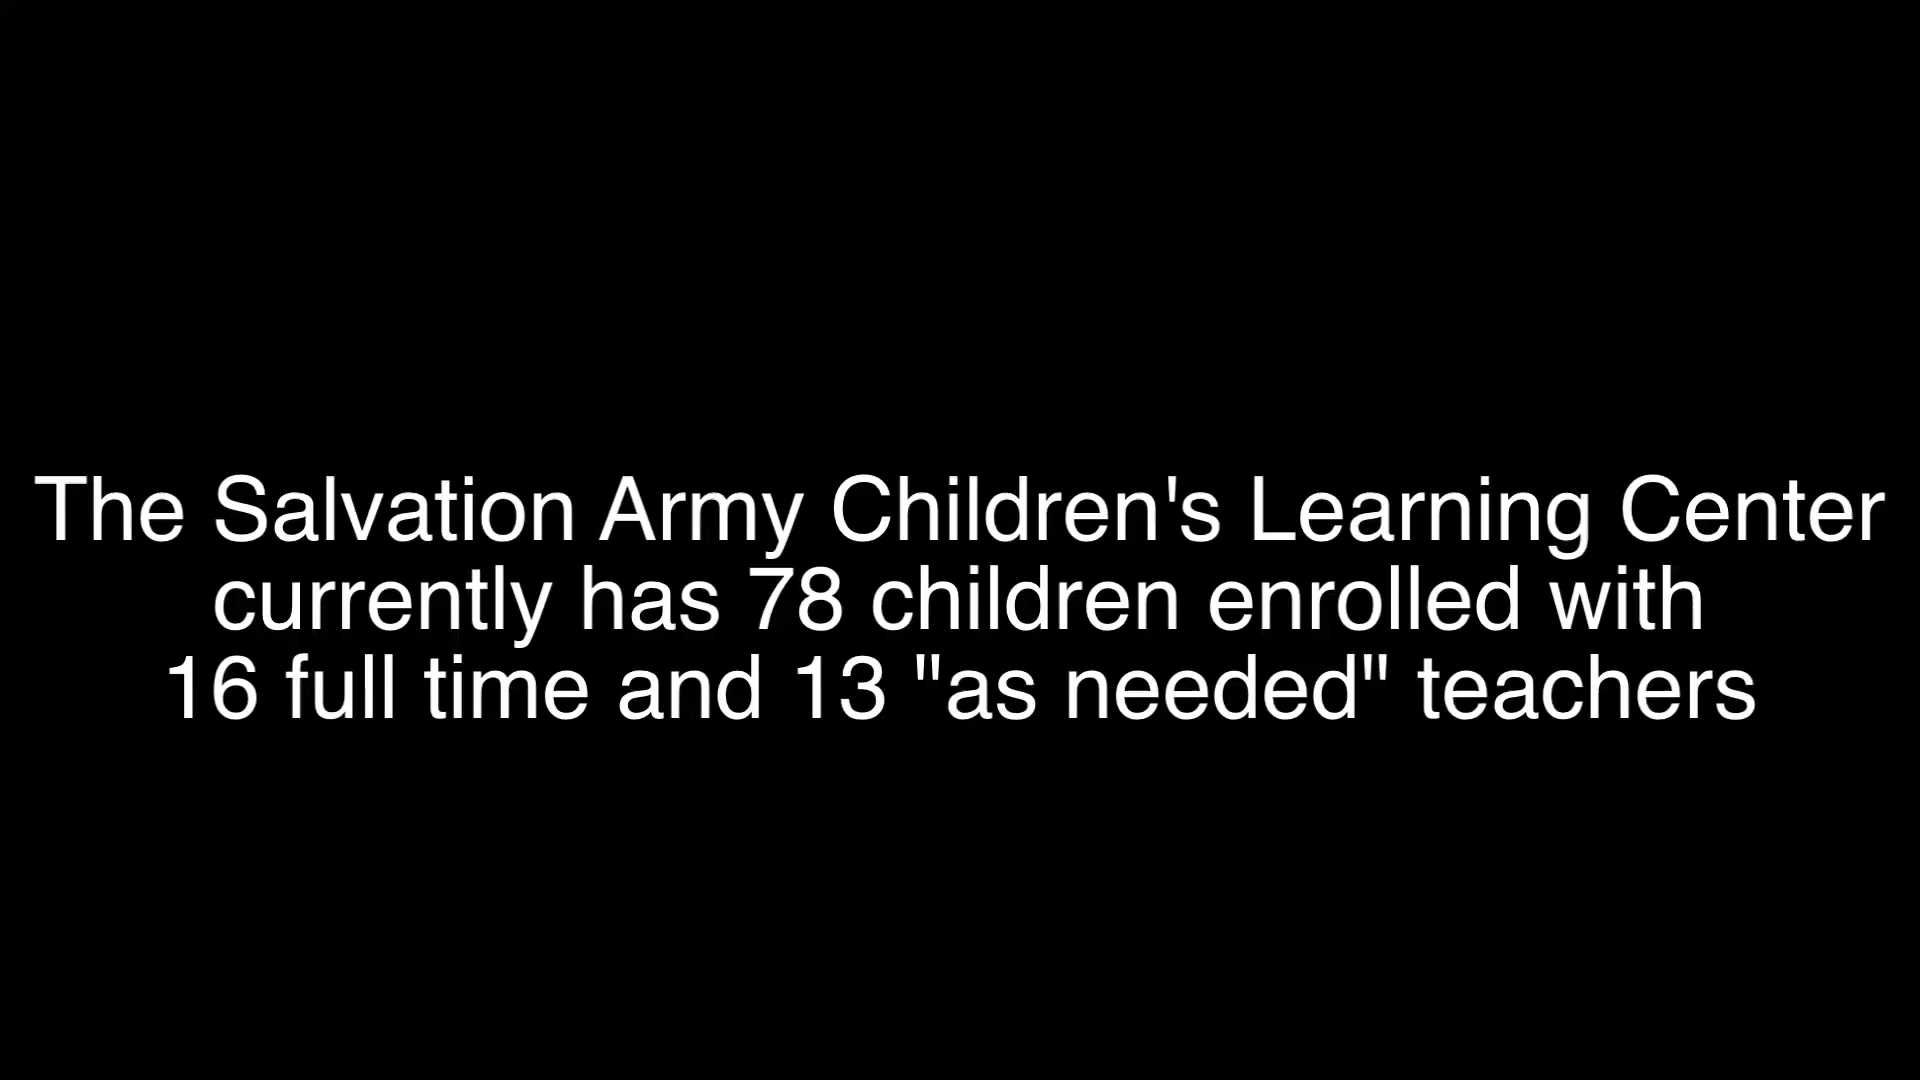 The Salvation Army Children's Learning Center
currently has 78 children enrolled with
16 full time and 13 "as needed" teachers